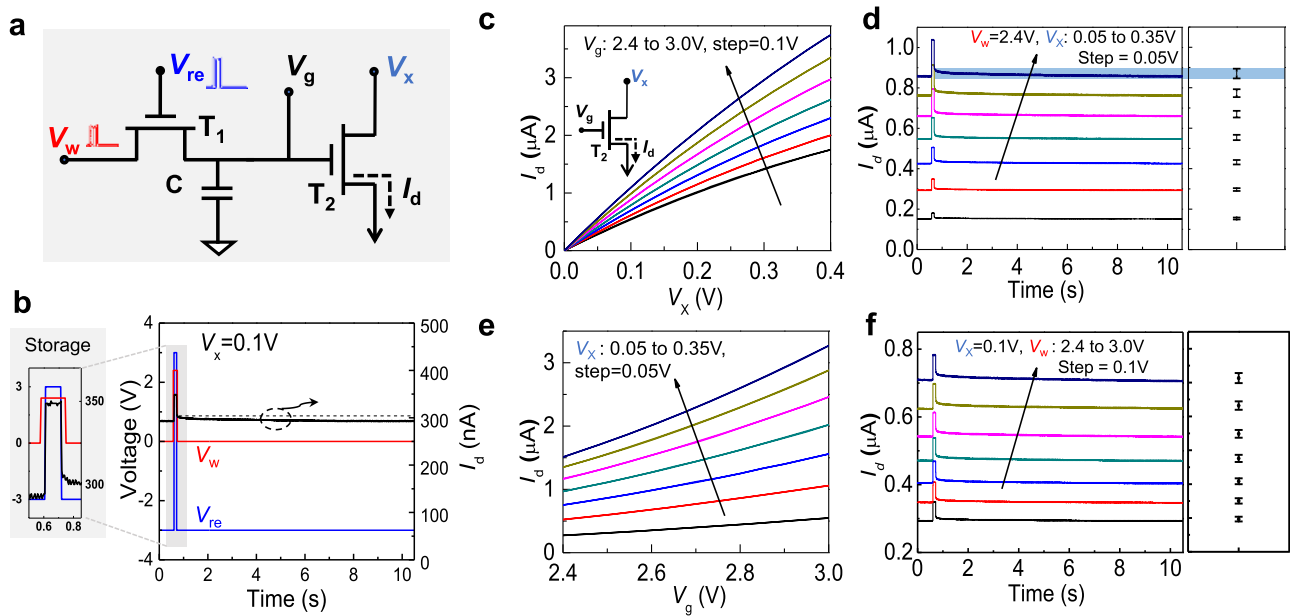 a
V_re
V_g
V_x
V_w
T_1
C
T_2
I_d
b
Storage
3
0
-3
350
300
0.6
0.8
Voltage (V)
4
2
0
-2
-4
V_x=0.1V
V_w
V_re
500
400
300
200
100
0
I_d (nA)
0
2
4
6
8
10
Time (s)
c
V_g: 2.4 to 3.0V, step=0.1V
V_x
V_g
T_2
I_d
I_d (μA)
3
2
1
0
0.0
0.1
0.2
0.3
0.4
V_X (V)
d
V_w=2.4V, V_X: 0.05 to 0.35V
Step = 0.05V
I_d (μA)
1.0
0.8
0.6
0.4
0.2
0.0
0
2
4
6
8
10
Time (s)
e
V_X: 0.05 to 0.35V,
step=0.05V
I_d (μA)
3
2
1
0
2.4
2.6
2.8
3.0
V_g (V)
f
V_X=0.1V, V_w: 2.4 to 3.0V
Step = 0.1V
I_d (μA)
0.8
0.6
0.4
0.2
0
2
4
6
8
10
Time (s)